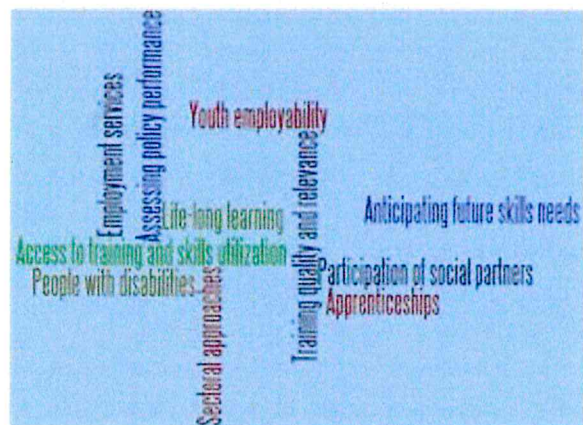 Employment services
Assessing policy performance
Youth employability
Training quality and relevance
Life-long learning
Anticipating future skills needs
Access to training and skills utilization
People with disabilities
Participation of social partners
Apprenticeships
Sectoral approaches